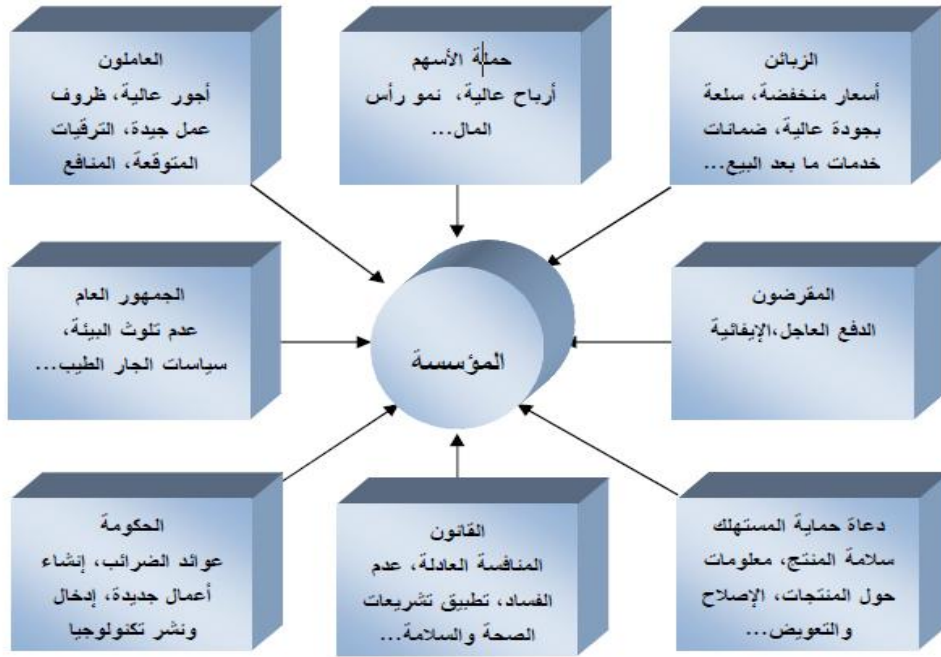 الزبائن
أسعار منخفضة، سلعة
بجودة عالية، ضمانات
خدمات ما بعد البيع...
حملة الأسهم
أرباح عالية، نمو رأس
المال...
العاملون
أجور عالية، ظروف
عمل جيدة، الترقيات
المتوقعة، المنافع
المقرضون
الدفع العاجل،الإيفائية
المؤسسة
الجمهور العام
عدم تلوث البيئة،
سياسات الجار الطيب...
دعاة حماية المستهلك
سلامة المنتج، معلومات
حول المنتجات، الإصلاح
والتعويض...
القانون
المنافسة العادلة، عدم
الفساد، تطبيق تشريعات
الصحة والسلامة...
الحكومة
عوائد الضرائب، إنشاء
أعمال جديدة، إدخال
ونشر تكنولوجيا